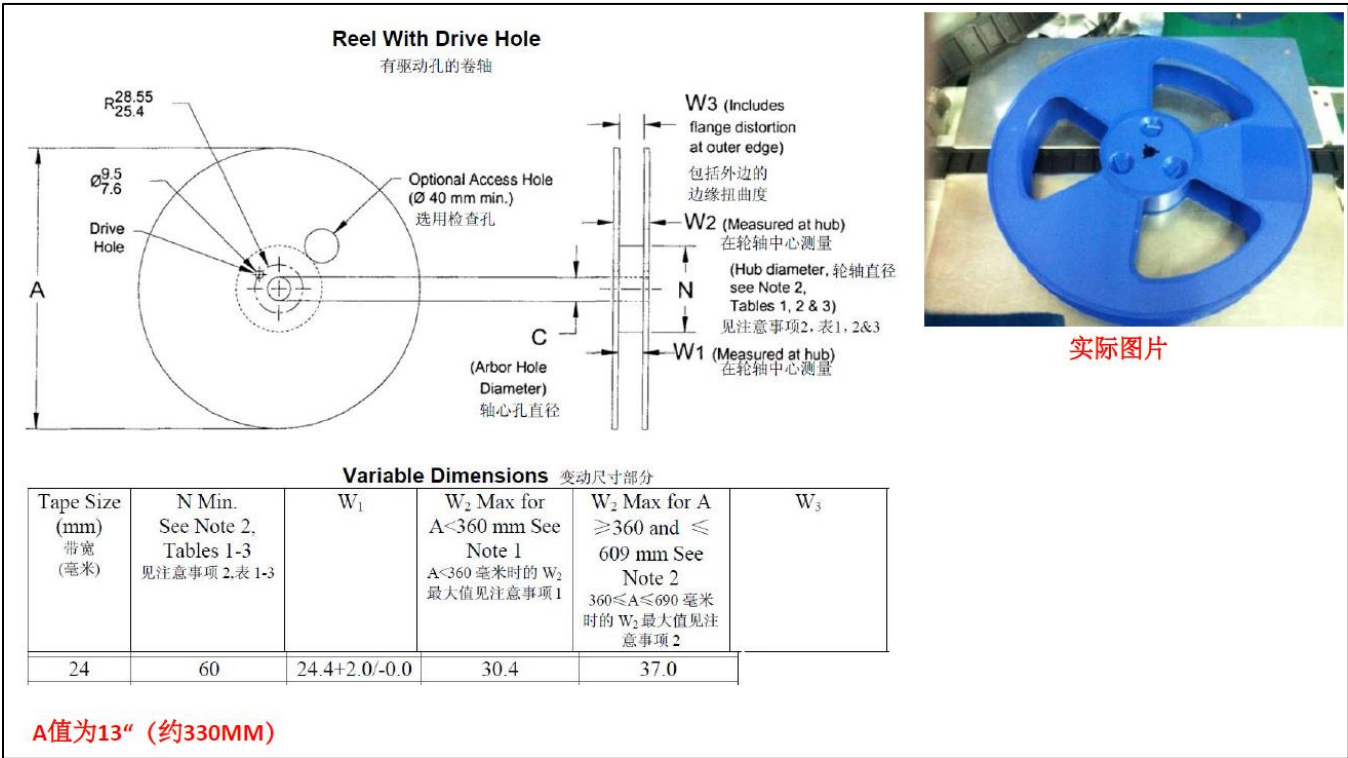 Reel With Drive Hole
有驱动孔的卷轴
R28.55
25.4
Ø9.5
7.6
Drive
Hole
A
Optional Access Hole
(Ø 40 mm min.)
选用检查孔
C
(Arbor Hole
Diameter)
轴心孔直径
W3 (Includes
flange distortion
at outer edge)
包括外边的
边缘扭曲度
W2 (Measured at hub)
在轮轴中心测量
N
(Hub diameter, 轮轴直径
see Note 2,
Tables 1, 2 & 3)
见注意事项2,表1,2&3
W1 (Measured at hub)
在轮轴中心测量
实际图片
Variable Dimensions 变动尺寸部分
Tape Size
(mm)
带宽
(毫米)
N Min.
See Note 2,
Tables 1-3
见注意事项 2,表 1-3
W₁
W₂ Max for
A<360 mm See
Note 1
A<360 毫米时的 W₂
最大值见注意事项 1
W₂ Max for A
≥360 and ≤
609 mm See
Note 2
360≤A≤690 毫米
时的 W₂ 最大值见注
意事项 2
W₃
24 60 24.4+2.0/-0.0 30.4 37.0
A值为13“（约330MM）